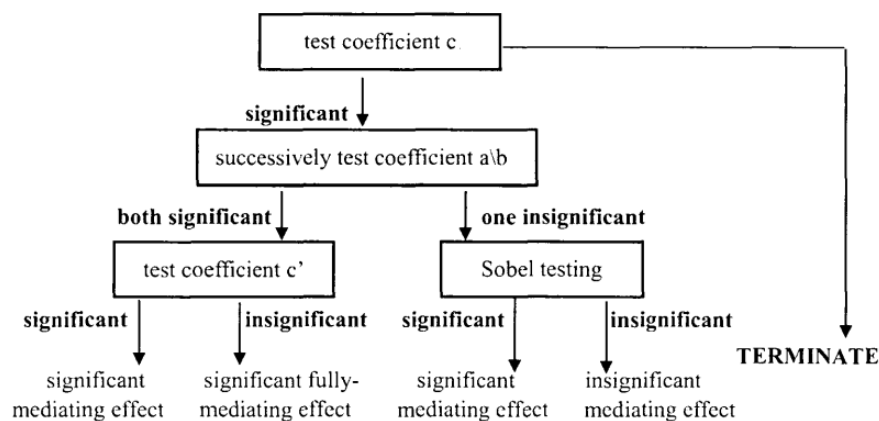 test coefficient c
significant
successively test coefficient a\b
both significant
one insignificant
test coefficient c’
Sobel testing
significant
insignificant
significant
insignificant
TERMINATE
significant
mediating effect
significant fully-
mediating effect
significant
mediating effect
insignificant
mediating effect